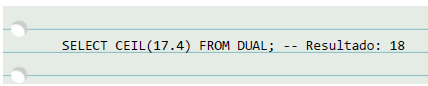 SELECT CEIL(17.4) FROM DUAL; -- Resultado: 18